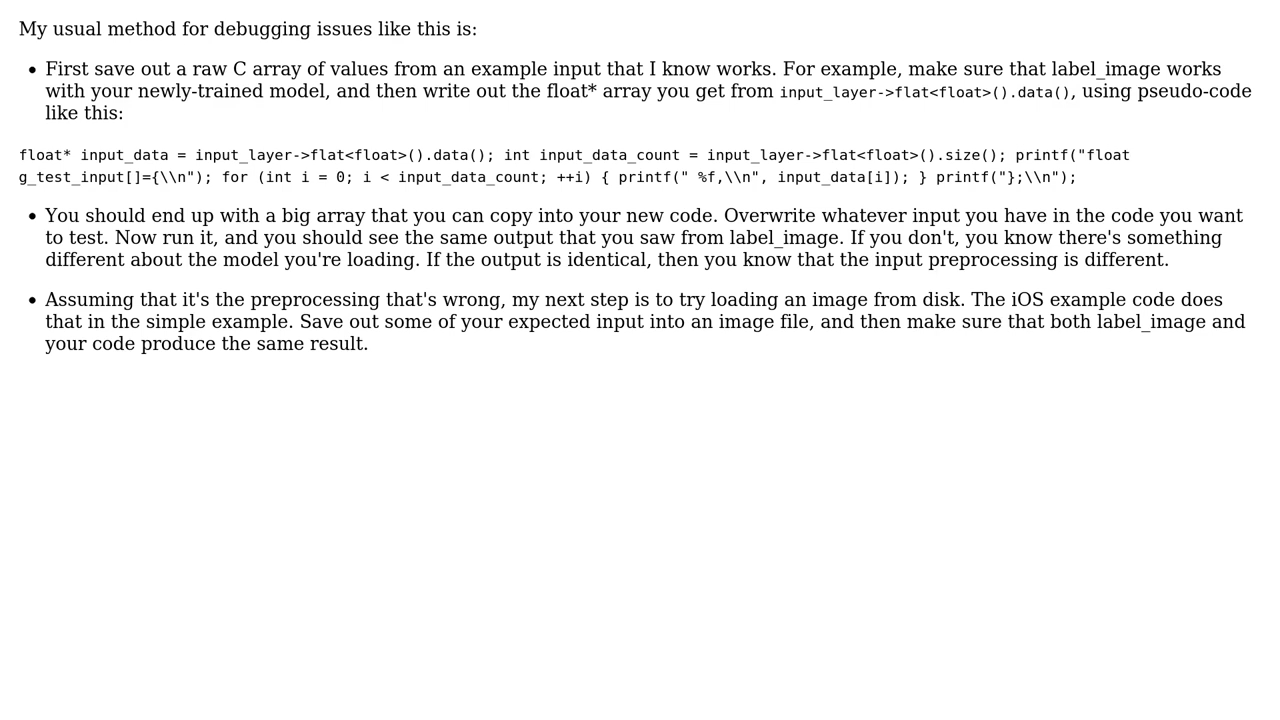 My usual method for debugging issues like this is:
• First save out a raw C array of values from an example input that I know works. For example, make sure that label_image works
with your newly-trained model, and then write out the float* array you get from input_layer->flat<float>().data(), using pseudo-code
like this:
float* input_data = input_layer->flat<float>().data(); int input_data_count = input_layer->flat<float>().size(); printf("float
g_test_input[]={\\n"); for (int i = 0; i < input_data_count; ++i) { printf(" %f,\\n", input_data[i]); } printf("};\\n");
• You should end up with a big array that you can copy into your new code. Overwrite whatever input you have in the code you want
to test. Now run it, and you should see the same output that you saw from label_image. If you don't, you know there's something
different about the model you're loading. If the output is identical, then you know that the input preprocessing is different.
• Assuming that it's the preprocessing that's wrong, my next step is to try loading an image from disk. The iOS example code does
that in the simple example. Save out some of your expected input into an image file, and then make sure that both label_image and
your code produce the same result.